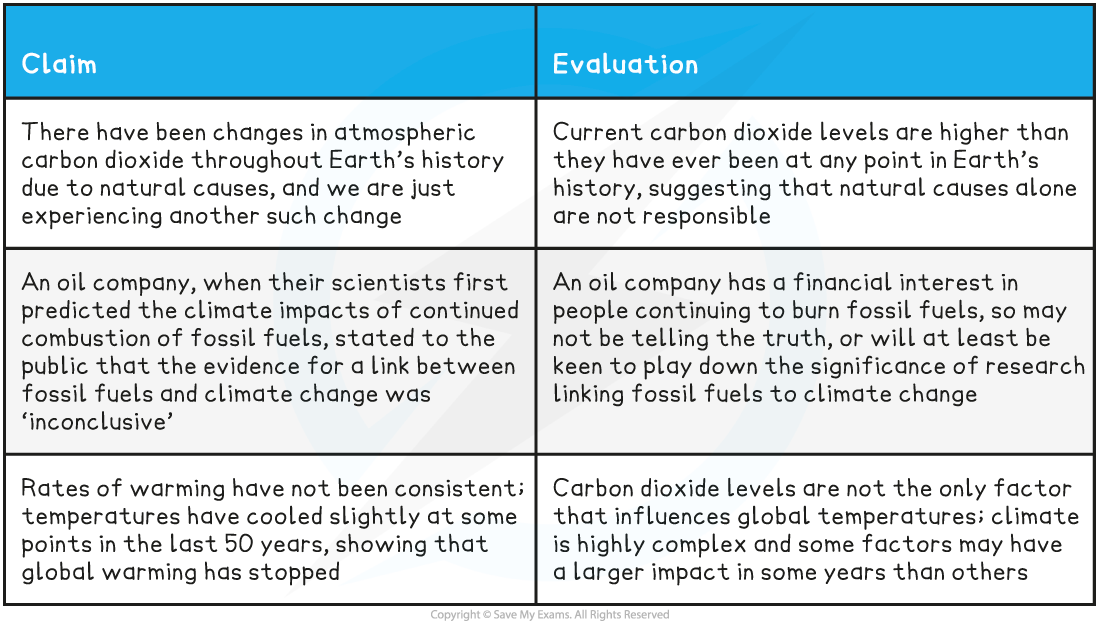 Claim
Evaluation
There have been changes in atmospheric
carbon dioxide throughout Earth's history
due to natural causes, and we are just
experiencing another such change
Current carbon dioxide levels are higher than
they have ever been at any point in Earth's
history, suggesting that natural causes alone
are not responsible
An oil company, when their scientists first
predicted the climate impacts of continued
combustion of fossil fuels, stated to the
public that the evidence for a link between
fossil fuels and climate change was
‘inconclusive’
An oil company has a financial interest in
people continuing to burn fossil fuels, so may
not be telling the truth, or will at least be
keen to play down the significance of research
linking fossil fuels to climate change
Rates of warming have not been consistent;
temperatures have cooled slightly at some
points in the last 50 years, showing that
global warming has stopped
Carbon dioxide levels are not the only factor
that influences global temperatures; climate
is highly complex and some factors may have
a larger impact in some years than others
Copyright © Save My Exams. All Rights Reserved